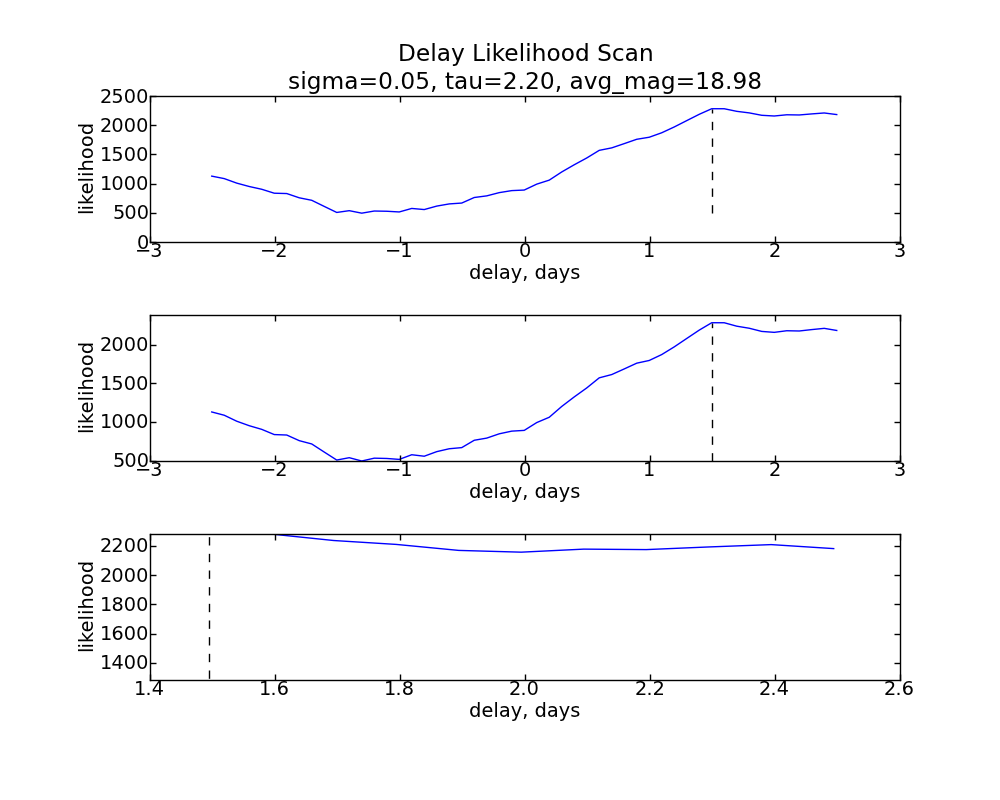 Delay Likelihood Scan
sigma=0.05, tau=2.20, avg_mag=18.98
2500
2000
1500
1000
500
0
likelihood
−3 −2 −1 0 1 2 3
delay, days
2000
1500
1000
500
likelihood
−3 −2 −1 0 1 2 3
delay, days
2200
2000
1800
1600
1400
likelihood
1.4 1.6 1.8 2.0 2.2 2.4 2.6
delay, days